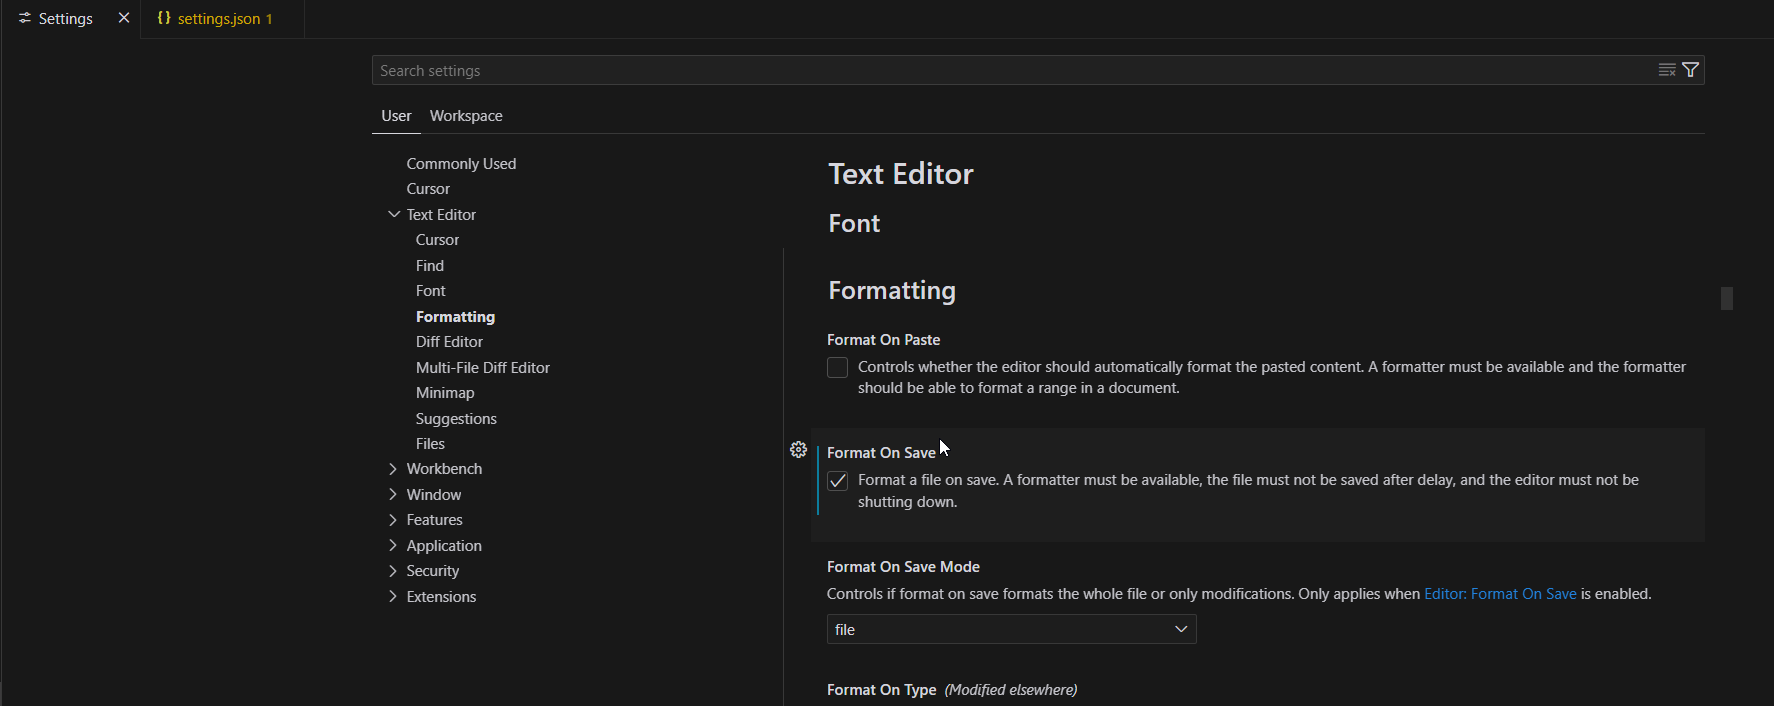 Settings
{} settings.json 1
Search settings
User Workspace
Commonly Used
Cursor
Text Editor
Cursor
Find
Font
Formatting
Diff Editor
Multi-File Diff Editor
Minimap
Suggestions
Files
Workbench
Window
Features
Application
Security
Extensions
Text Editor
Font
Formatting
Format On Paste
Controls whether the editor should automatically format the pasted content. A formatter must be available and the formatter
should be able to format a range in a document.
Format On Save
Format a file on save. A formatter must be available, the file must not be saved after delay, and the editor must not be
shutting down.
Format On Save Mode
Controls if format on save formats the whole file or only modifications. Only applies when Editor: Format On Save is enabled.
file
Format On Type (Modified elsewhere)